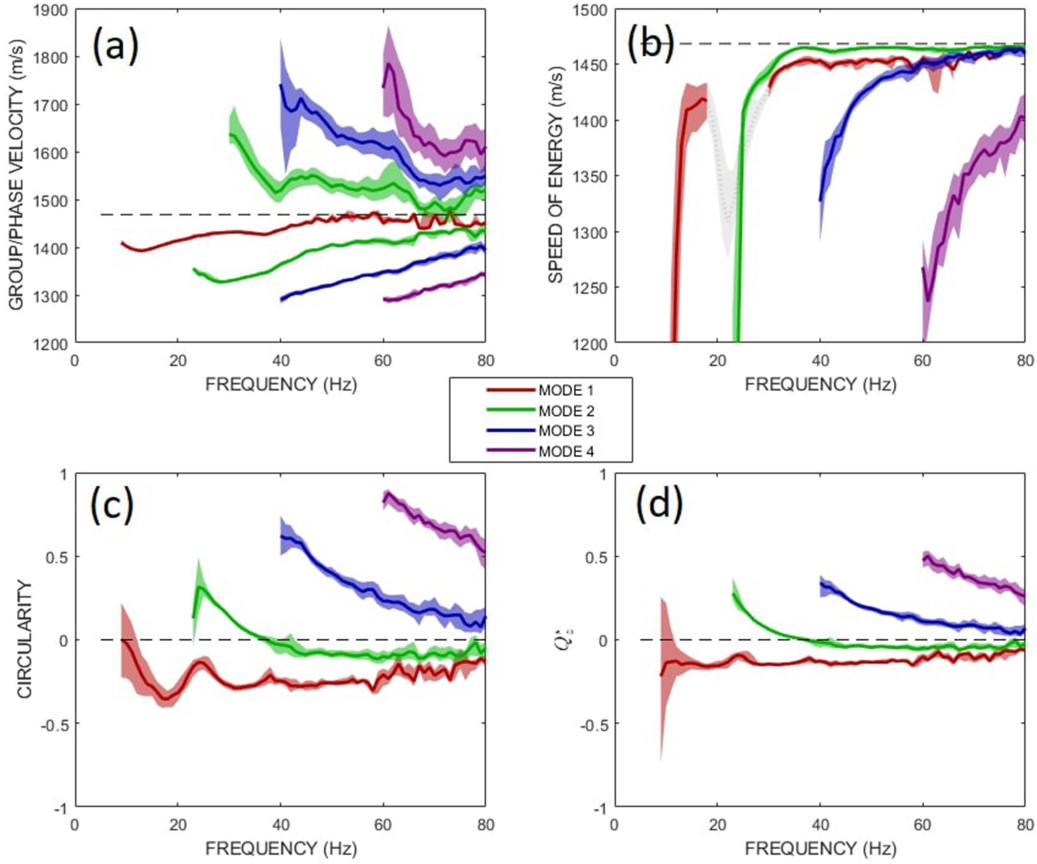 (a)
GROUP/PHASE VELOCITY (m/s)
1900
1800
1700
1600
1500
1400
1300
1200
0 20 40 60 80
FREQUENCY (Hz)
(b)
SPEED OF ENERGY (m/s)
1500
1450
1400
1350
1300
1250
1200
0 20 40 60 80
FREQUENCY (Hz)
MODE 1
MODE 2
MODE 3
MODE 4
(c)
CIRCULARITY
1
0.5
0
-0.5
-1
0 20 40 60 80
FREQUENCY (Hz)
(d)
1
0.5
0
-0.5
-1
0 20 40 60 80
FREQUENCY (Hz)